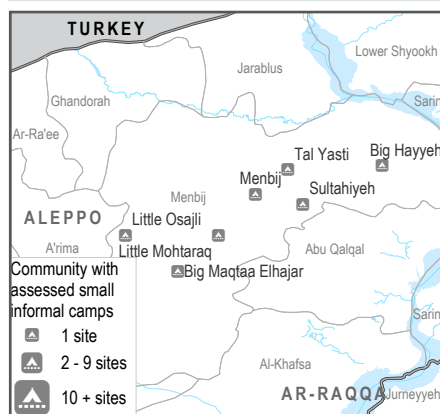 TURKEY
Lower Shyookh
Jarablus
Ghandorah
Sarin
Ar-Ra'ee
Tal Yasti
Big Hayyeh
Menbij
Menbij
Sultahiyeh
ALEPPO
Little Osajli
A'rima
Little Mohtaraq
Abu Qalqal
Big Maqtaa Elhajar
Community with
assessed small
informal camps
1 site
2 - 9 sites
10 + sites
Sarin
Al-Khafsa
AR-RAQQA
Jurneyyeh